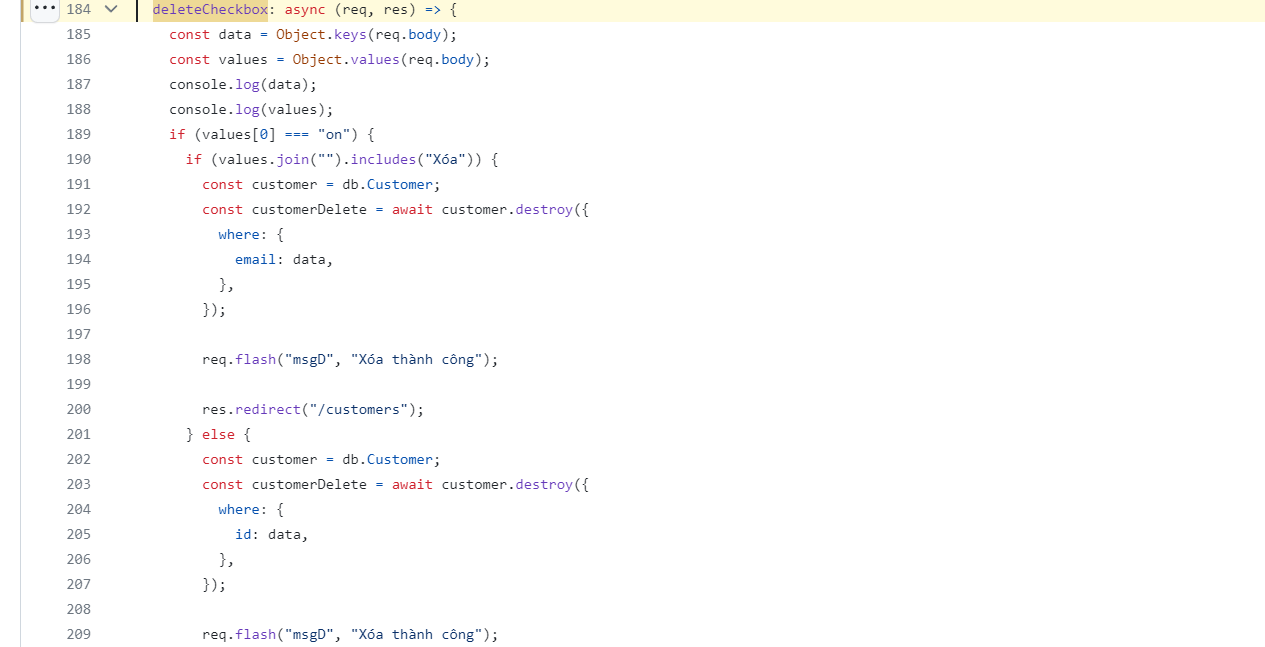 184 deleteCheckbox: async (req, res) => {
185 const data = Object.keys(req.body);
186 const values = Object.values(req.body);
187 console.log(data);
188 console.log(values);
189 if (values[0] === "on") {
190 if (values.join("").includes("Xóa")) {
191 const customer = db.Customer;
192 const customerDelete = await customer.destroy({
193 where: {
194 email: data,
195 },
196 });
197
198 req.flash("msgD", "Xóa thành công");
199
200 res.redirect("/customers");
201 } else {
202 const customer = db.Customer;
203 const customerDelete = await customer.destroy({
204 where: {
205 id: data,
206 },
207 });
208
209 req.flash("msgD", "Xóa thành công");